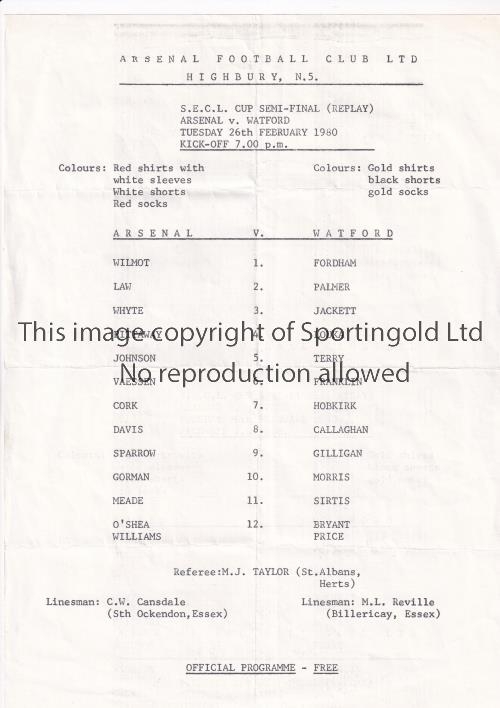 ARSENAL FOOTBALL CLUB LTD
HIGHBURY, N.5.
S.E.C.L. CUP SEMI-FINAL (REPLAY)
ARSENAL v. WATFORD
TUESDAY 26th FEBRUARY 1980
KICK-OFF 7.00 p.m.
Colours: Red shirts with white sleeves White shorts Red socks
Colours: Gold shirts black shorts gold socks
ARSENAL V. WATFORD
WILMOT 1. FORDHAM
LAW 2. PALMER
WHYTE 3. JACKETT
4.
This image copyright of Sportingold Ltd
JOHNSON 5. TERRY
No reproduction allowed
VAESSEN 6. FRANKLIN
CORK 7. HOBKIRK
DAVIS 8. CALLAGHAN
SPARROW 9. GILLIGAN
GORMAN 10. MORRIS
MEADE 11. SIRTIS
O'SHEA 12. BRYANT
WILLIAMS PRICE
Referee:M.J. TAYLOR (St.Albans,
Herts)
Linesman: C.W. Cansdale
(Sth Ockendon,Essex)
Linesman: M.L. Reville
(Billericay, Essex)
OFFICIAL PROGRAMME - FREE